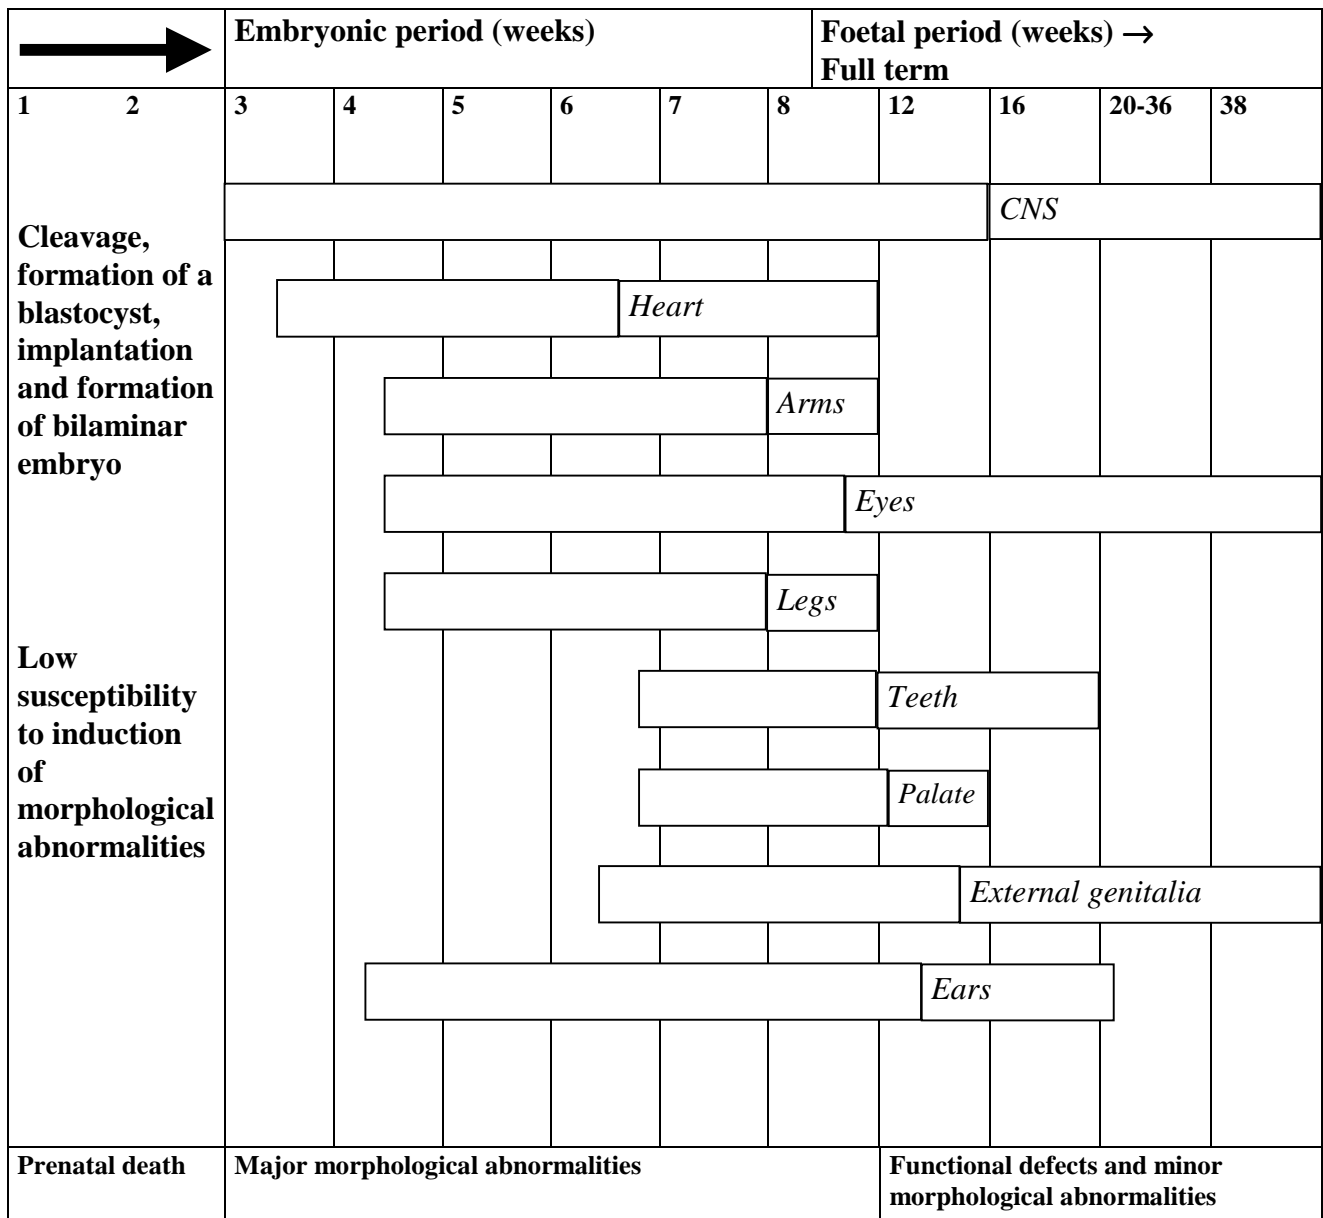 Embryonic period (weeks)
Foetal period (weeks) →
Full term
1 2 3 4 5 6 7 8 12 16 20-36 38
CNS
Cleavage,
formation of a
blastocyst,
implantation
and formation
of bilaminar
embryo
Heart
Arms
Eyes
Legs
Low
susceptibility
to induction
of
morphological
abnormalities
Teeth
Palate
External genitalia
Ears
Prenatal death
Major morphological abnormalities
Functional defects and minor
morphological abnormalities